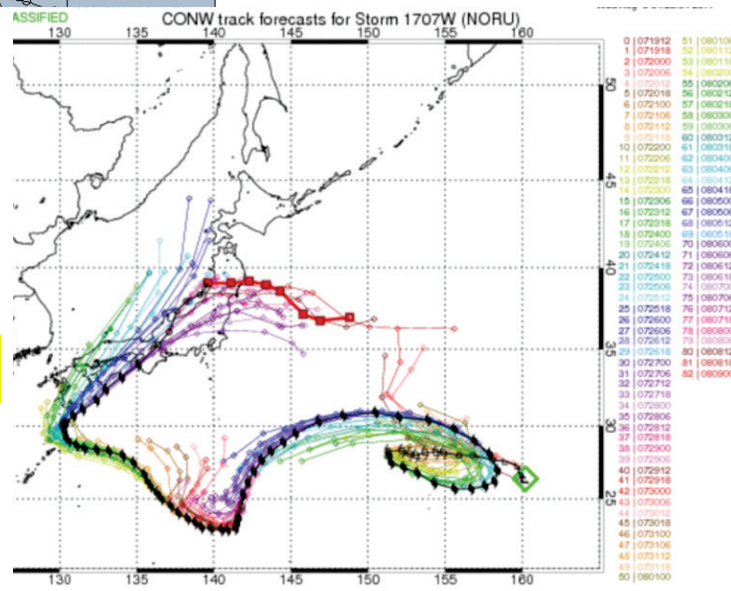 ASSIFIED
CONW track forecasts for Storm 1707W (NORU)
130 135 140 145 150 155 160
50
45
40
35
30
25
130 135 140 145 150 155 160
0 | 071912
1 | 071918
2 | 072000
3 | 072006
4 | 072012
5 | 072018
6 | 072100
7 | 072106
8 | 072112
9 | 072118
10 | 072200
11 | 072206
12 | 072212
13 | 072218
14 | 072300
15 | 072306
16 | 072312
17 | 072318
18 | 072400
19 | 072406
20 | 072412
21 | 072418
22 | 072500
23 | 072506
24 | 072512
25 | 072518
26 | 072600
27 | 072606
28 | 072612
29 | 072618
30 | 072700
31 | 072706
32 | 072712
33 | 072718
34 | 072800
35 | 072806
36 | 072812
37 | 072818
38 | 072900
39 | 072906
40 | 072912
41 | 072918
42 | 073000
43 | 073006
44 | 073012
45 | 073018
46 | 073100
47 | 073106
48 | 073112
49 | 073118
50 | 080100
51 | 080106
52 | 080112
53 | 080118
54 | 080200
55 | 080206
56 | 080212
57 | 080218
58 | 080300
59 | 080306
60 | 080312
61 | 080318
62 | 080400
63 | 080406
64 | 080412
65 | 080418
66 | 080500
67 | 080506
68 | 080512
69 | 080518
70 | 080600
71 | 080606
72 | 080612
74 | 080700
75 | 080706
76 | 080712
77 | 080718
78 | 080800
79 | 080806
80 | 080812
81 | 080818
82 | 080900